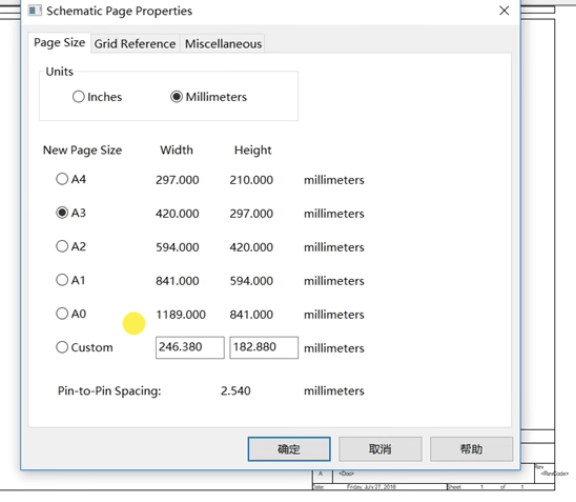 Schematic Page Properties
Page Size Grid Reference Miscellaneous
Units
Inches Millimeters
New Page Size Width Height
A4 297.000 210.000 millimeters
A3 420.000 297.000 millimeters
A2 594.000 420.000 millimeters
A1 841.000 594.000 millimeters
A0 1189.000 841.000 millimeters
Custom 246.380 182.880 millimeters
Pin-to-Pin Spacing: 2.540 millimeters
确定 取消 帮助
A <Doc> Rev
Date: Friday, July 27, 2018 Sheet 1 of 1